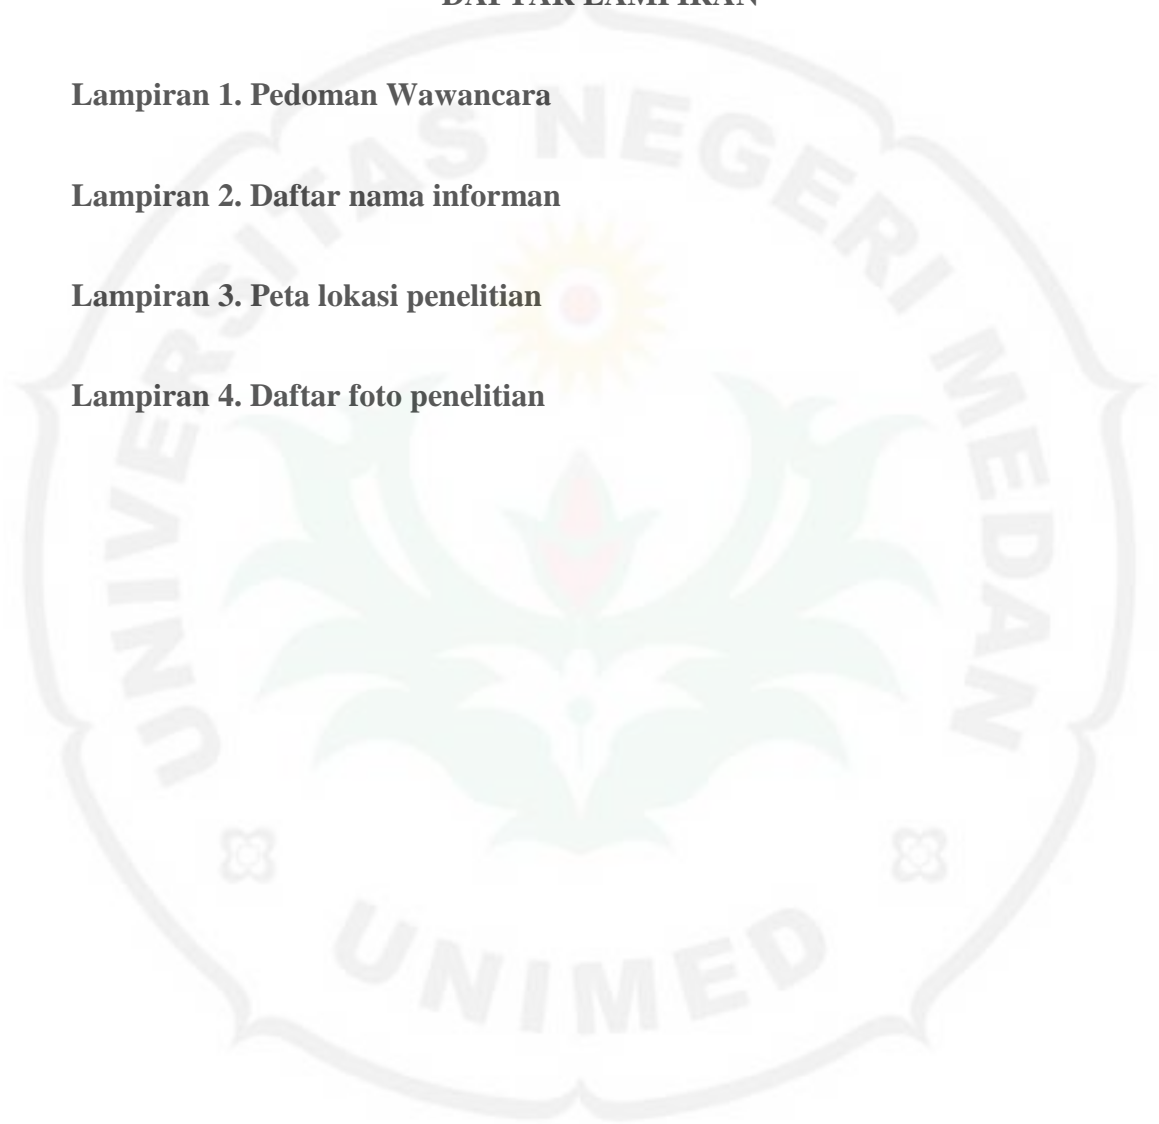 DAFTAR LAMPIRAN
Lampiran 1. Pedoman Wawancara
Lampiran 2. Daftar nama informan
Lampiran 3. Peta lokasi penelitian
Lampiran 4. Daftar foto penelitian
UNIVERSITAS NEGERI MEDAN
UNIMED